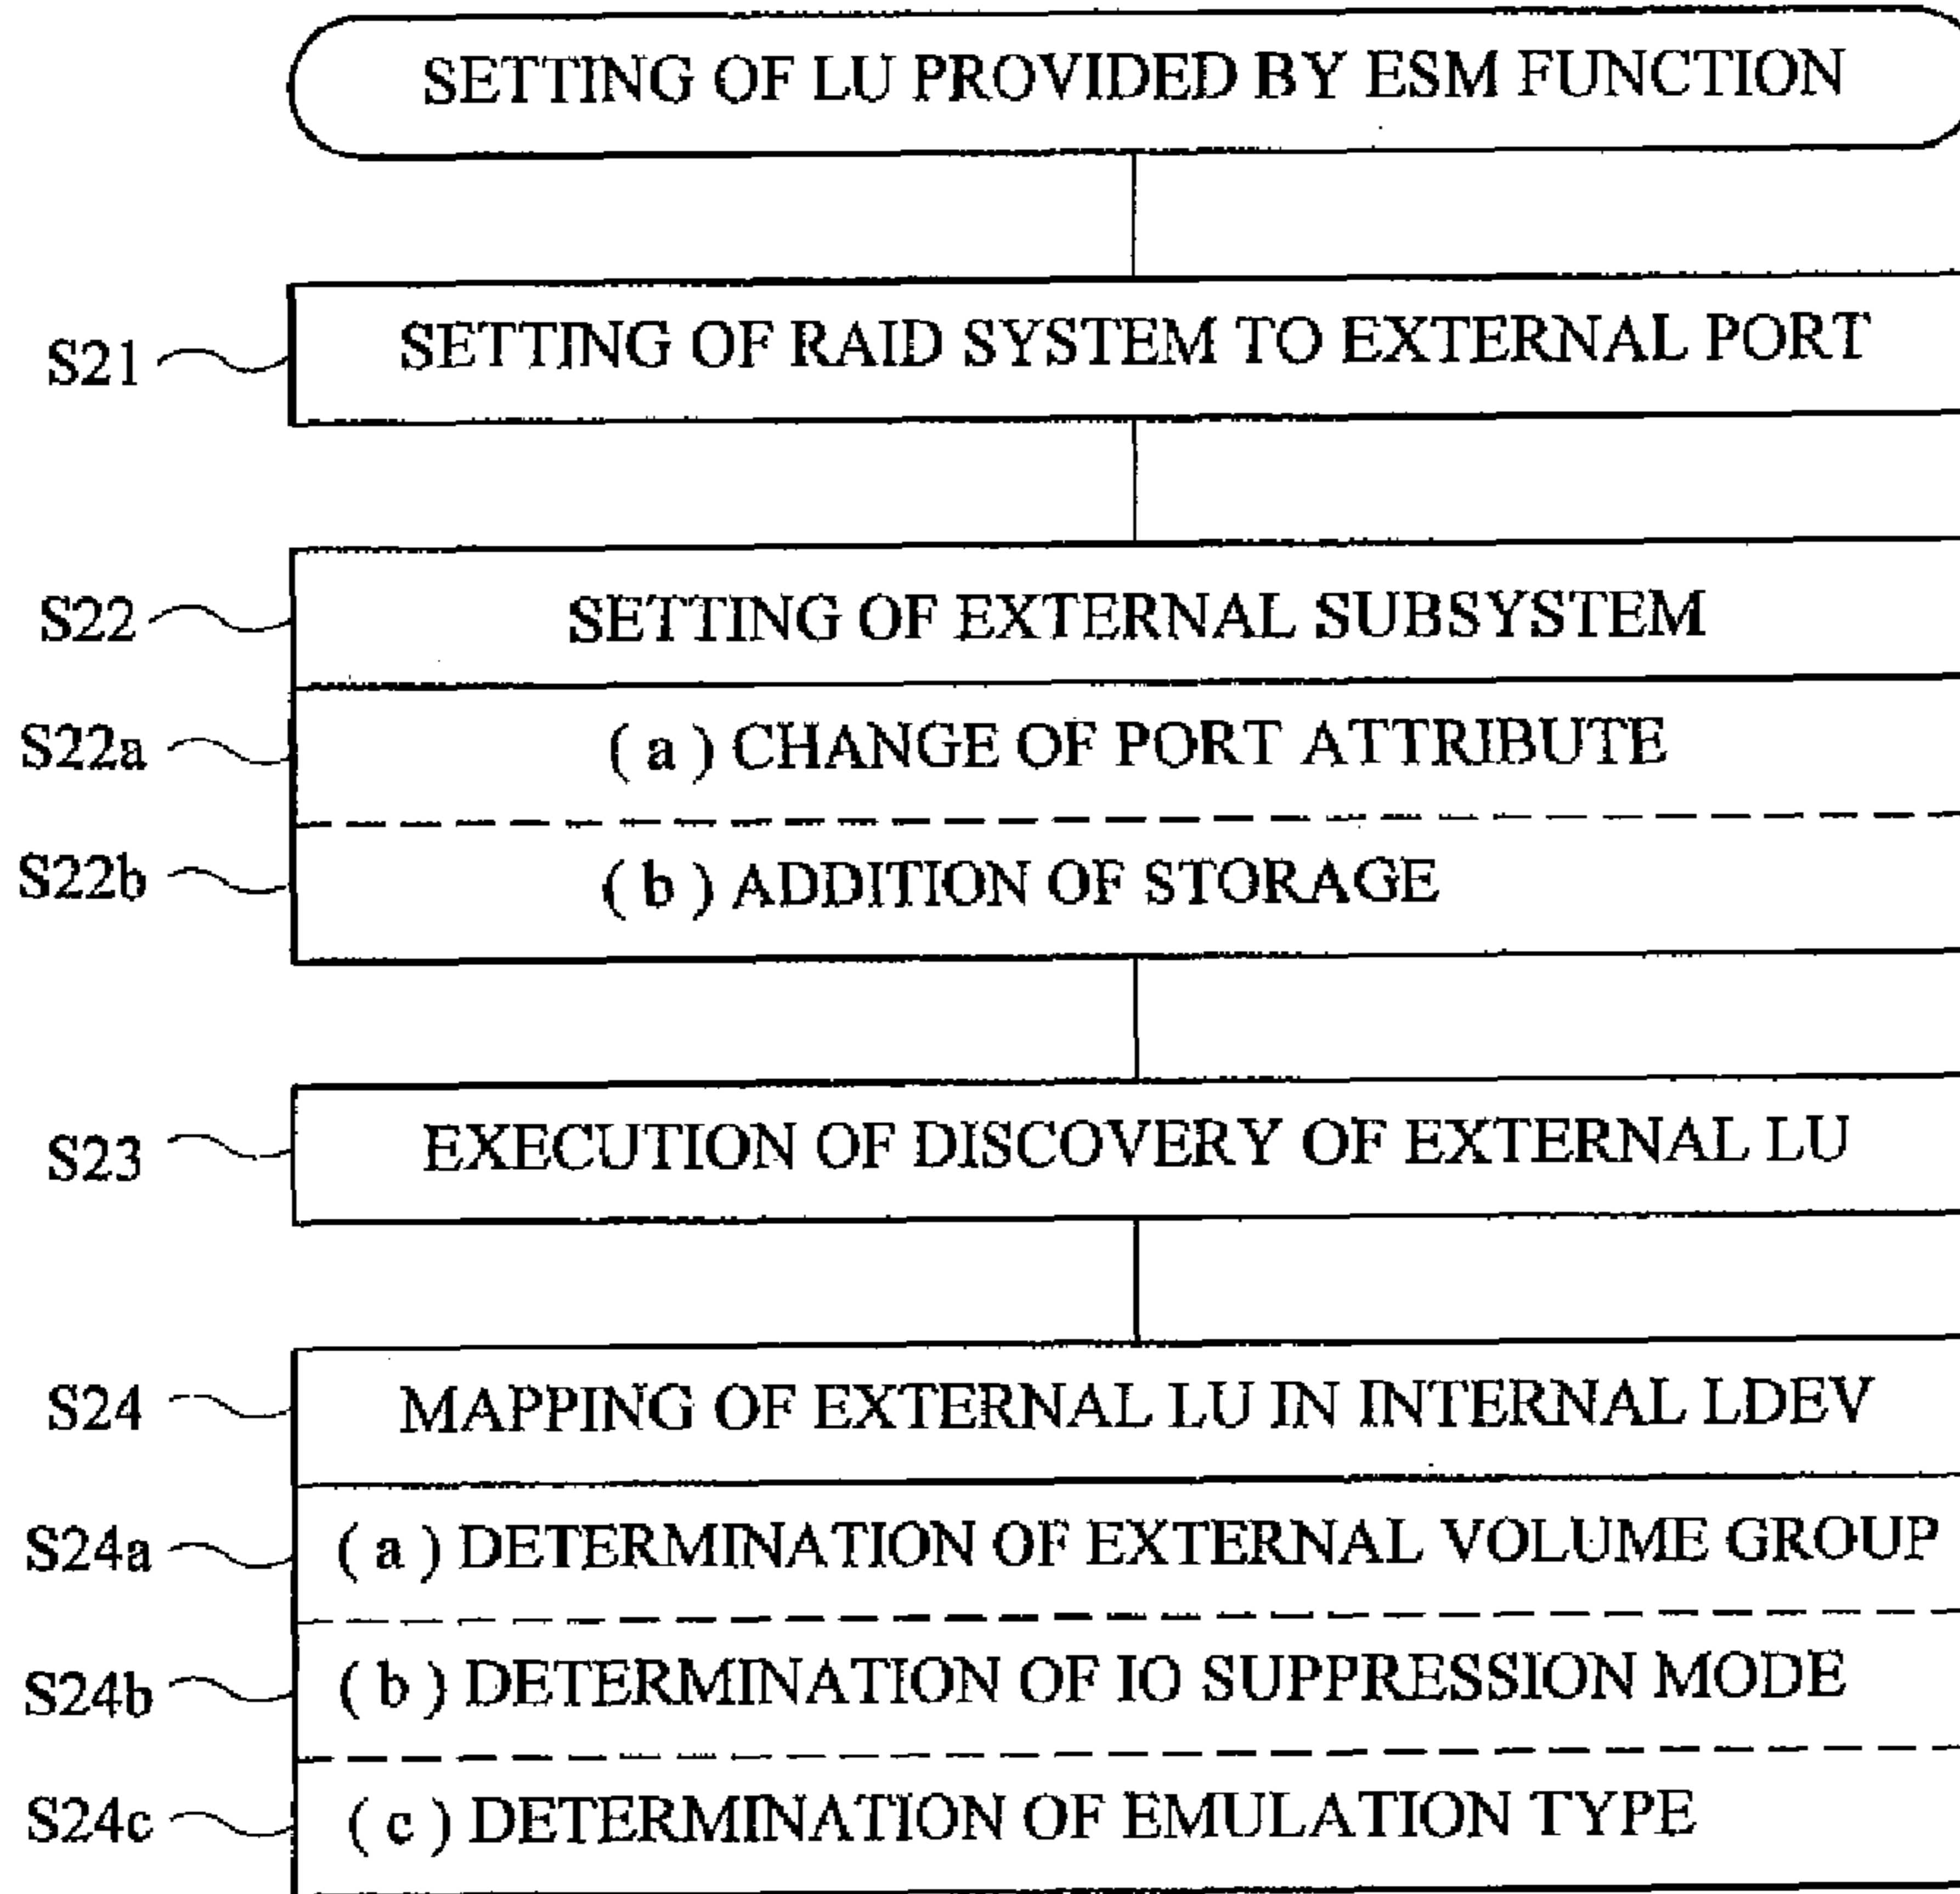 SETTING OF LU PROVIDED BY ESM FUNCTION
S21 SETTING OF RAID SYSTEM TO EXTERNAL PORT
S22 SETTING OF EXTERNAL SUBSYSTEM
S22a (a) CHANGE OF PORT ATTRIBUTE
S22b (b) ADDITION OF STORAGE
S23 EXECUTION OF DISCOVERY OF EXTERNAL LU
S24 MAPPING OF EXTERNAL LU IN INTERNAL LDEV
S24a (a) DETERMINATION OF EXTERNAL VOLUME GROUP
S24b (b) DETERMINATION OF IO SUPPRESSION MODE
S24c (c) DETERMINATION OF EMULATION TYPE